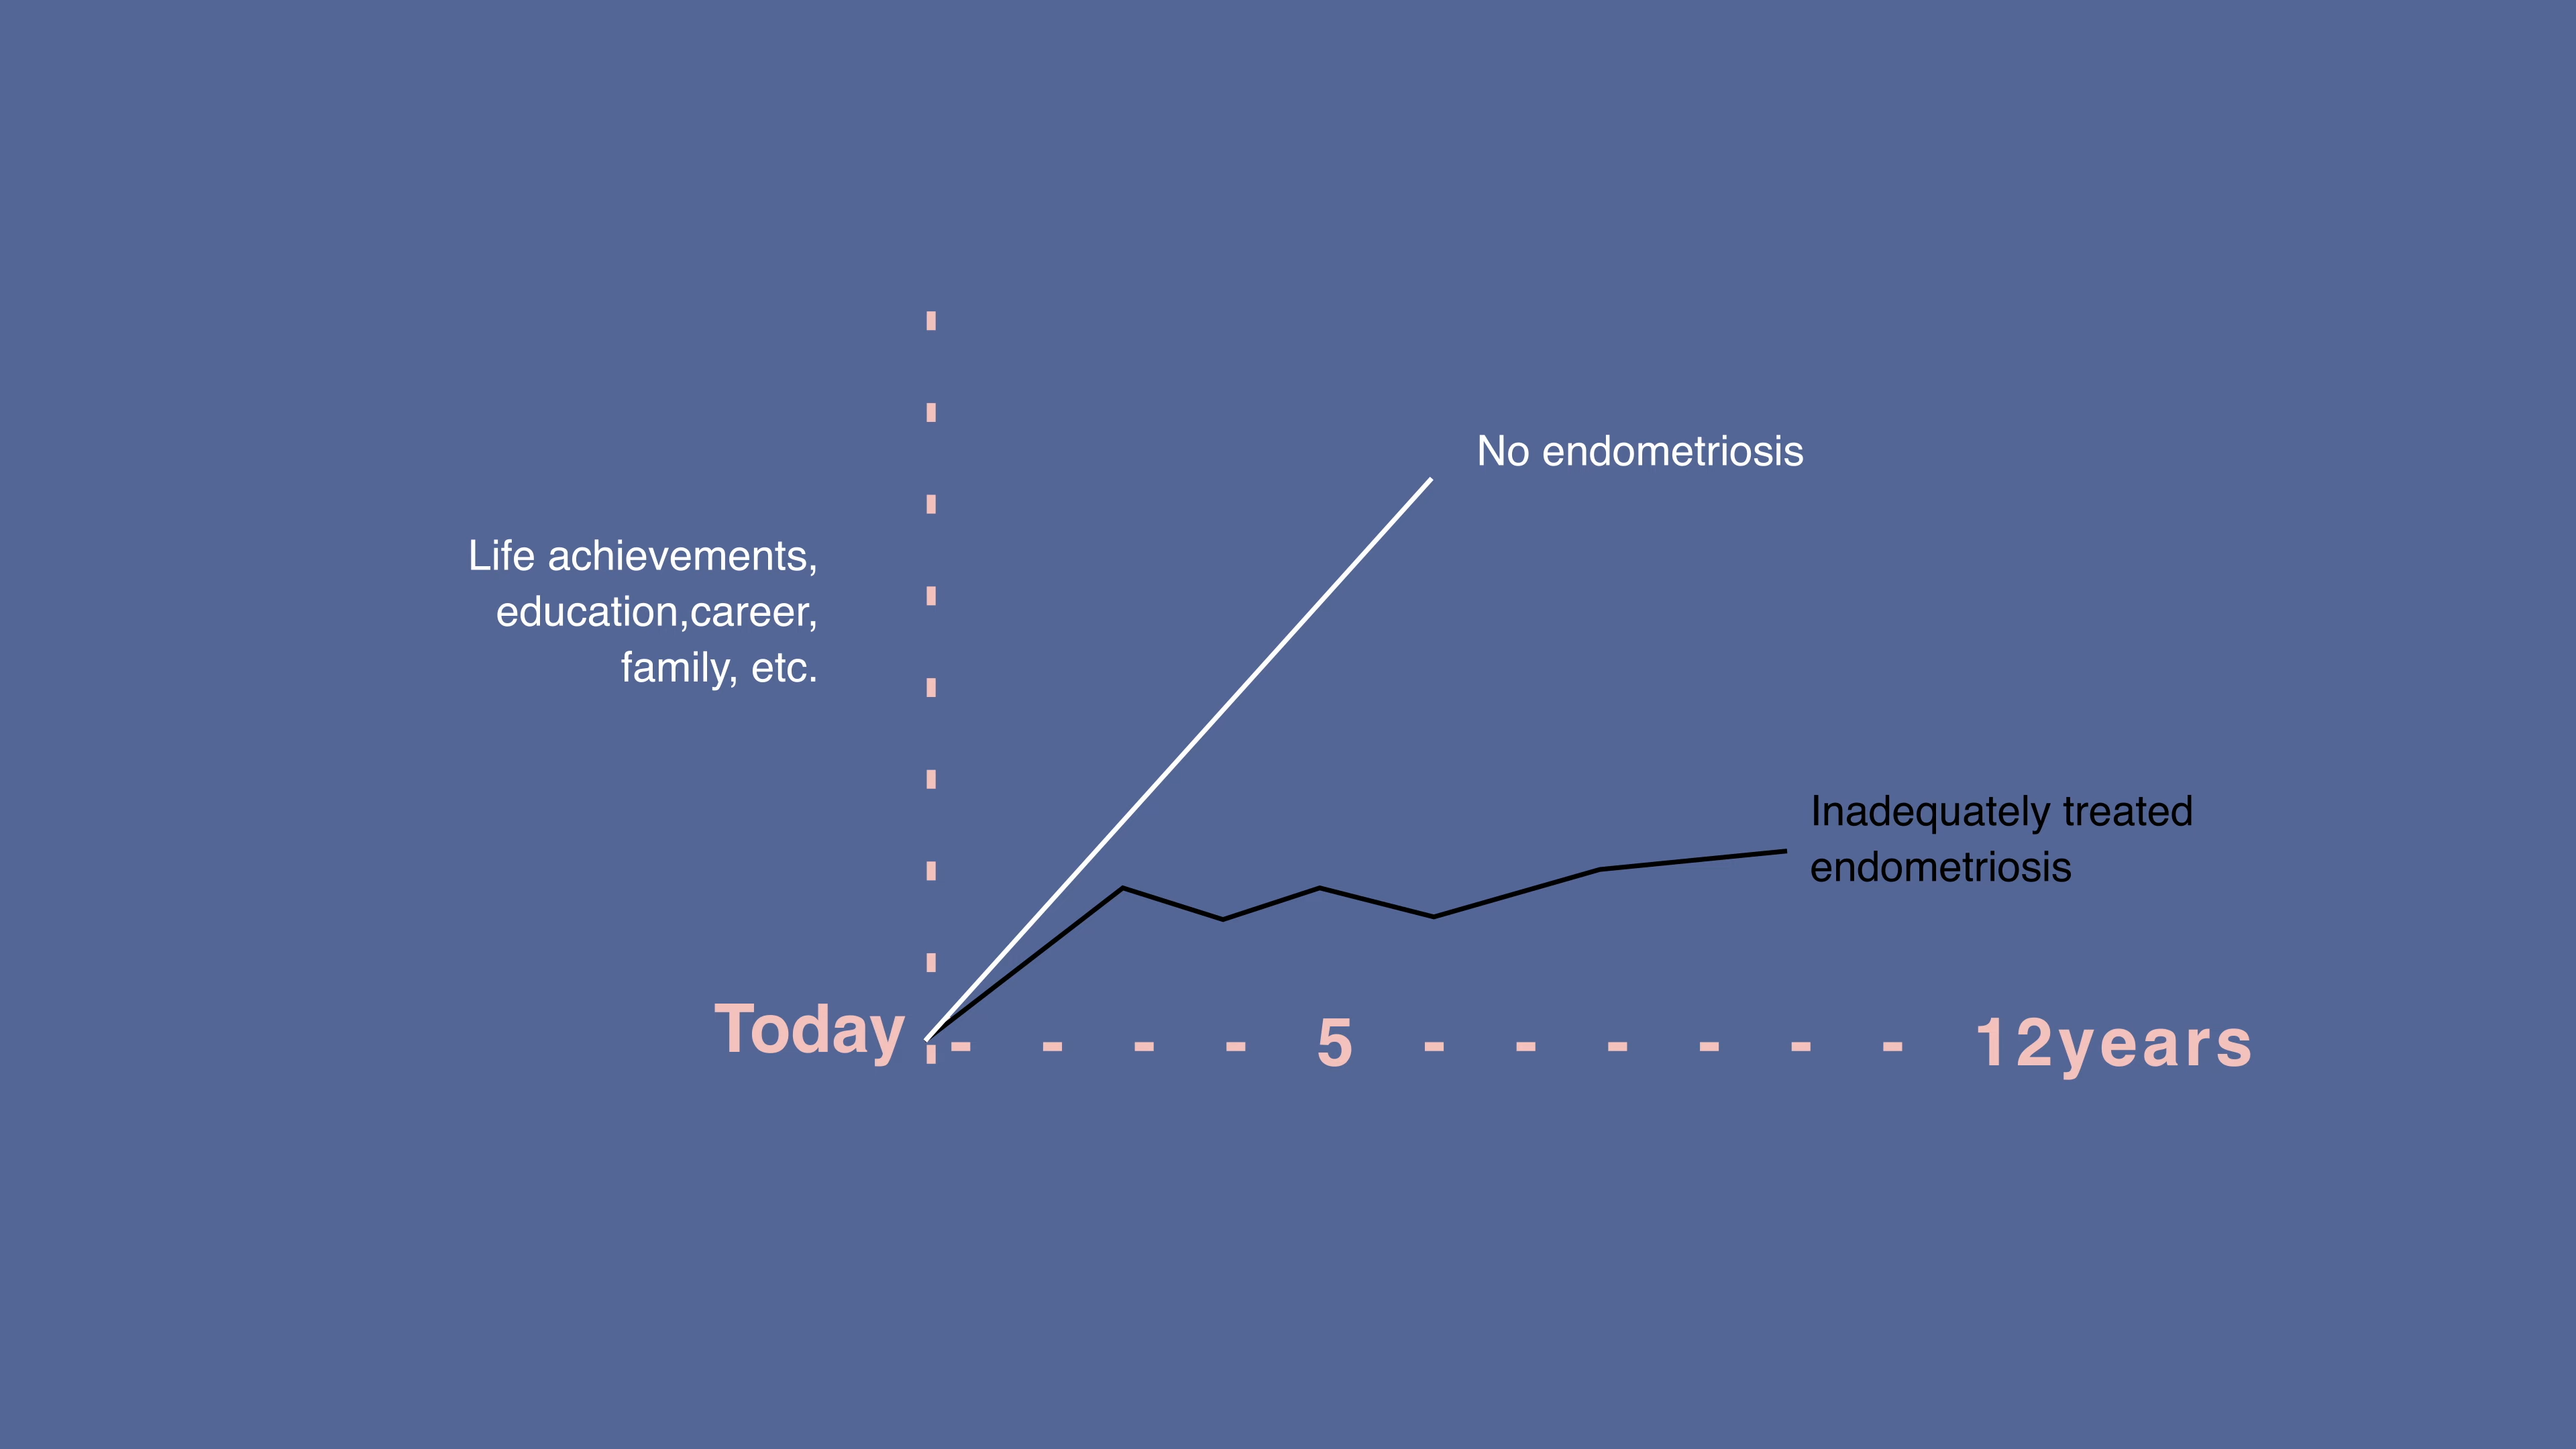 No endometriosis
Life achievements,
education,career,
family, etc.
Inadequately treated
endometriosis
Today
5
12years